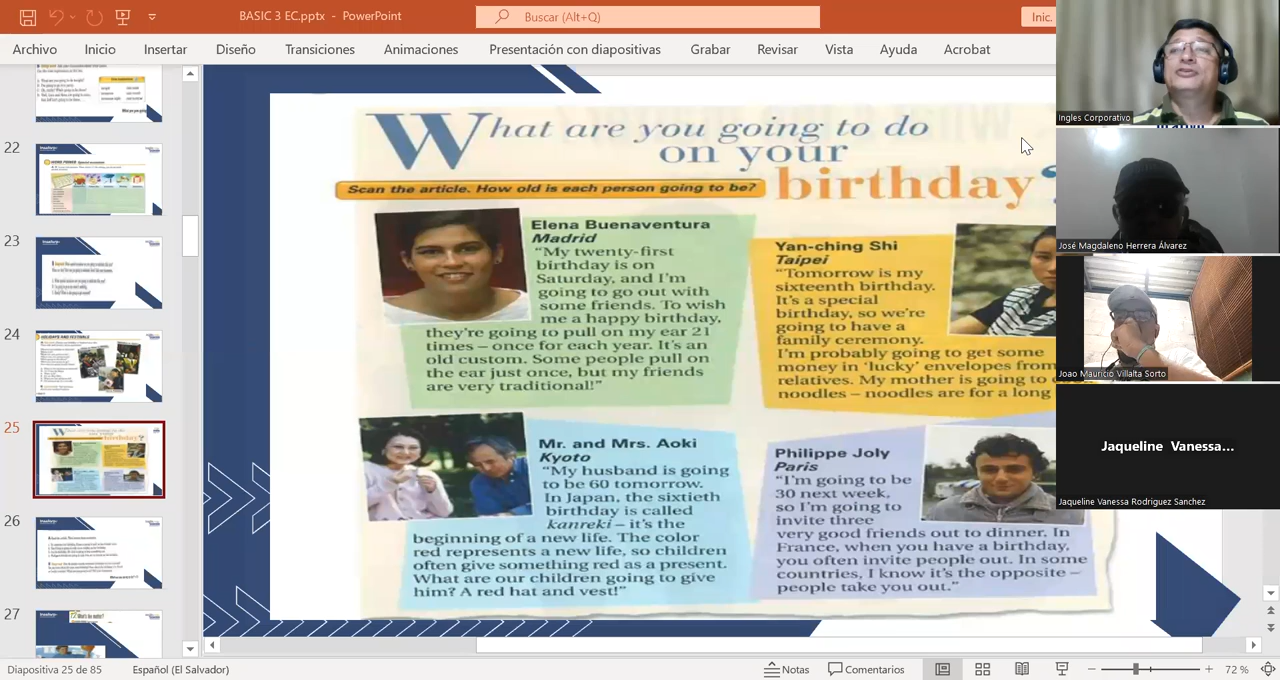 BASIC 3 EC.pptx - PowerPoint
Buscar (Alt+Q)
Inic.
Archivo Inicio Insertar Diseño Transiciones Animaciones Presentación con diapositivas Grabar Revisar Vista Ayuda Acrobat
22
23
24
25
26
27
What are you going to do
on your
birthday?
Scan the article. How old is each person going to be?
Elena Buenaventura
Madrid
"My twenty-first
birthday is on
Saturday, and I'm
going to go out with
some friends. To wish
me a happy birthday,
they're going to pull on my ear 21
times – once for each year. It's an
old custom. Some people pull on
the ear just once, but my friends
are very traditional!"
Yan-ching Shi
Taipei
"Tomorrow is my
sixteenth birthday.
It's a special
birthday, so we're
going to have a
family ceremony.
I'm probably going to get some
money in 'lucky' envelopes from
relatives. My mother is going to
noodles – noodles are for a long
Mr. and Mrs. Aoki
Kyoto
"My husband is going
to be 60 tomorrow.
In Japan, the sixtieth
birthday is called
kanreki – it's the
beginning of a new life. The color
red represents a new life, so children
often give something red as a present.
What are our children going to give
him? A red hat and vest!"
Philippe Joly
Paris
"I'm going to be
30 next week,
so I'm going to
invite three
very good friends out to dinner. In
France, when you have a birthday,
you often invite people out. In some
countries, I know it's the opposite –
people take you out."
Ingles Corporativo
José Magdaleno Herrera Álvarez
Joao Mauricio Villalta Sorto
Jaqueline Vanessa...
Jaqueline Vanessa Rodriguez Sanchez
Diapositiva 25 de 85 Español (El Salvador) Notas Comentarios 72 %